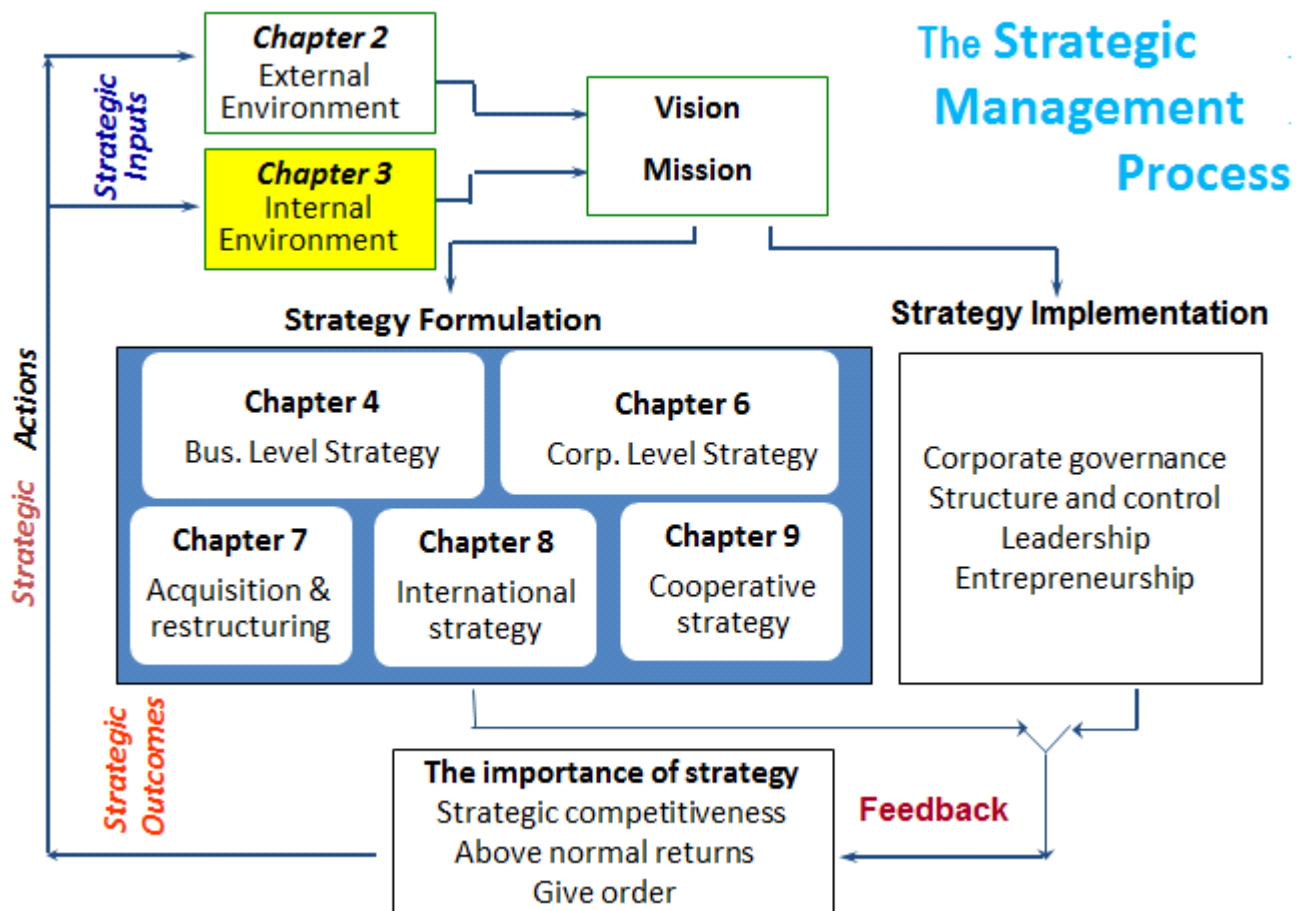 The Strategic
Management
Process
Chapter 2
External
Environment
Strategic
Inputs
Chapter 3
Internal
Environment
Vision
Mission
Strategy Formulation
Strategy Implementation
Chapter 4
Bus. Level Strategy
Chapter 6
Corp. Level Strategy
Chapter 7
Acquisition &
restructuring
Chapter 8
International
strategy
Chapter 9
Cooperative
strategy
Corporate governance
Structure and control
Leadership
Entrepreneurship
Strategic Actions
Strategic
Outcomes
The importance of strategy
Strategic competitiveness
Above normal returns
Give order
Feedback